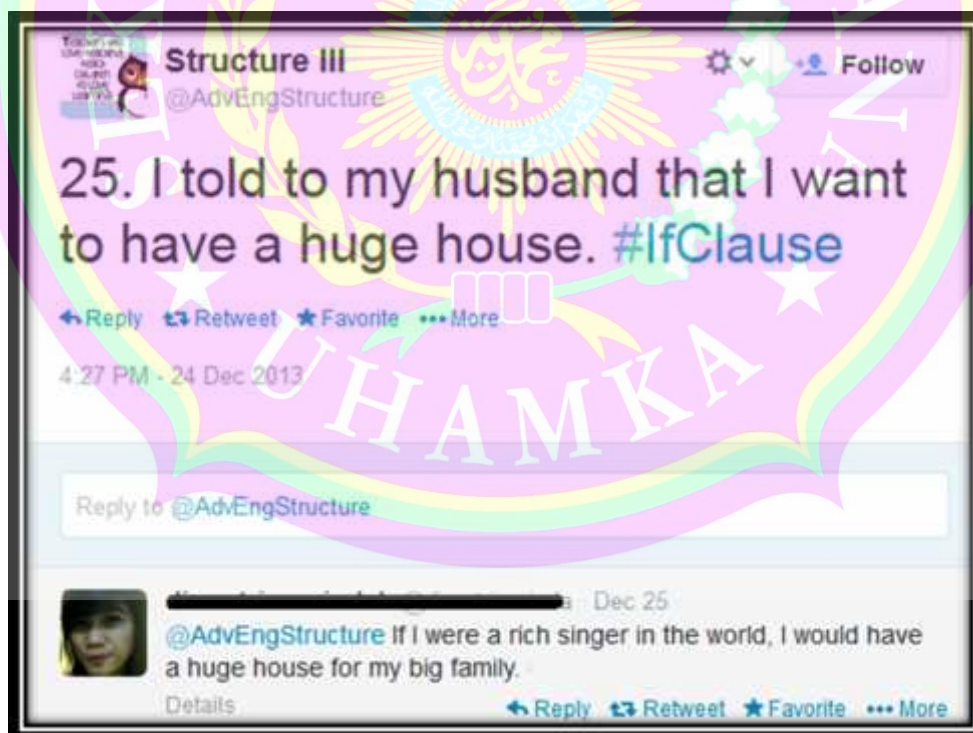 Structure III
Follow
@AdvEngStructure
25. I told to my husband that I want
to have a huge house. #IfClause
Reply Retweet Favorite More
4:27 PM - 24 Dec 2013
UHAMKA
Reply to @AdvEngStructure
Dec 25
@AdvEngStructure If I were a rich singer in the world, I would have
a huge house for my big family.
Details
Reply Retweet Favorite More